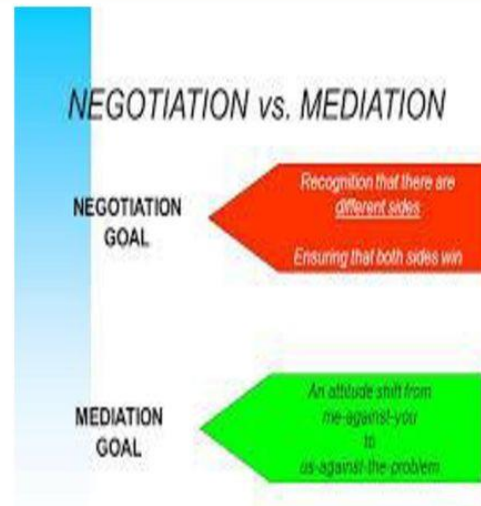 NEGOTIATION vs. MEDIATION
NEGOTIATION
GOAL
Recognition that there are
different sides
Ensuring that both sides win
MEDIATION
GOAL
An attitude shift from
me-against-you
to
us-against-the-problem